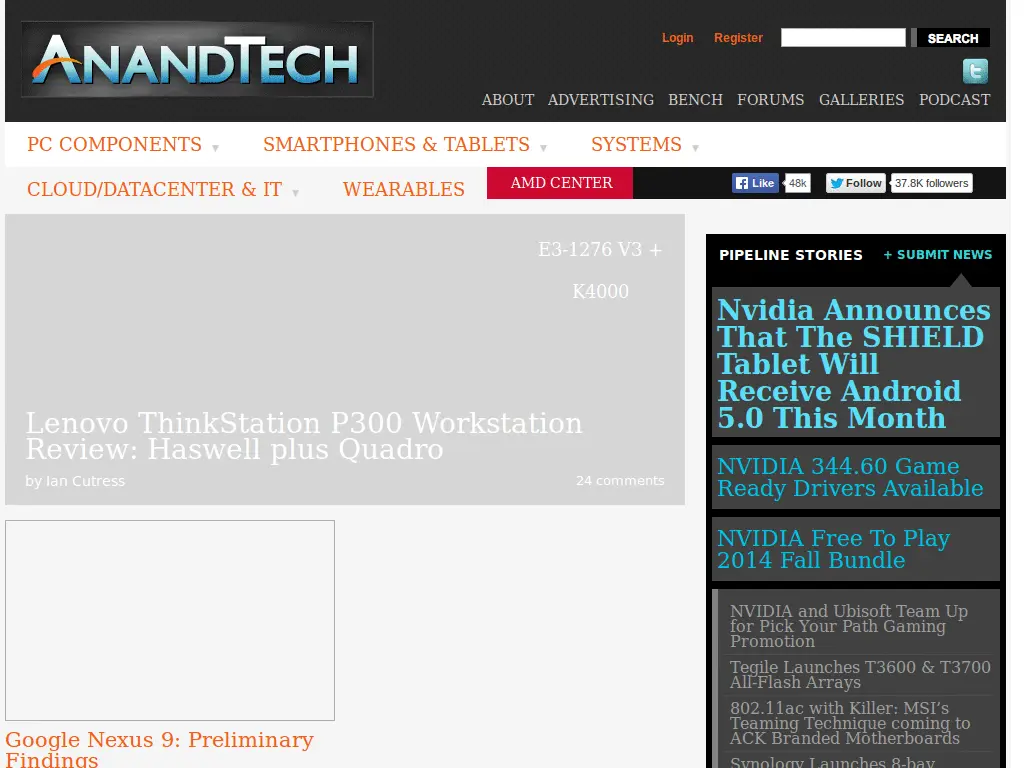 ANANDTECH
Login Register SEARCH
ABOUT ADVERTISING BENCH FORUMS GALLERIES PODCAST
PC COMPONENTS ▼ SMARTPHONES & TABLETS ▼ SYSTEMS ▼
CLOUD/DATACENTER & IT ▼ WEARABLES AMD CENTER Like 48k Follow 37.8K followers
E3-1276 V3 +
K4000
Lenovo ThinkStation P300 Workstation
Review: Haswell plus Quadro
by Ian Cutress 24 comments
Google Nexus 9: Preliminary
Findings
PIPELINE STORIES + SUBMIT NEWS
Nvidia Announces
That The SHIELD
Tablet Will
Receive Android
5.0 This Month
NVIDIA 344.60 Game
Ready Drivers Available
NVIDIA Free To Play
2014 Fall Bundle
NVIDIA and Ubisoft Team Up
for Pick Your Path Gaming
Promotion
Tegile Launches T3600 & T3700
All-Flash Arrays
802.11ac with Killer: MSI’s
Teaming Technique coming to
ACK Branded Motherboards
Synology Launches 8-bay